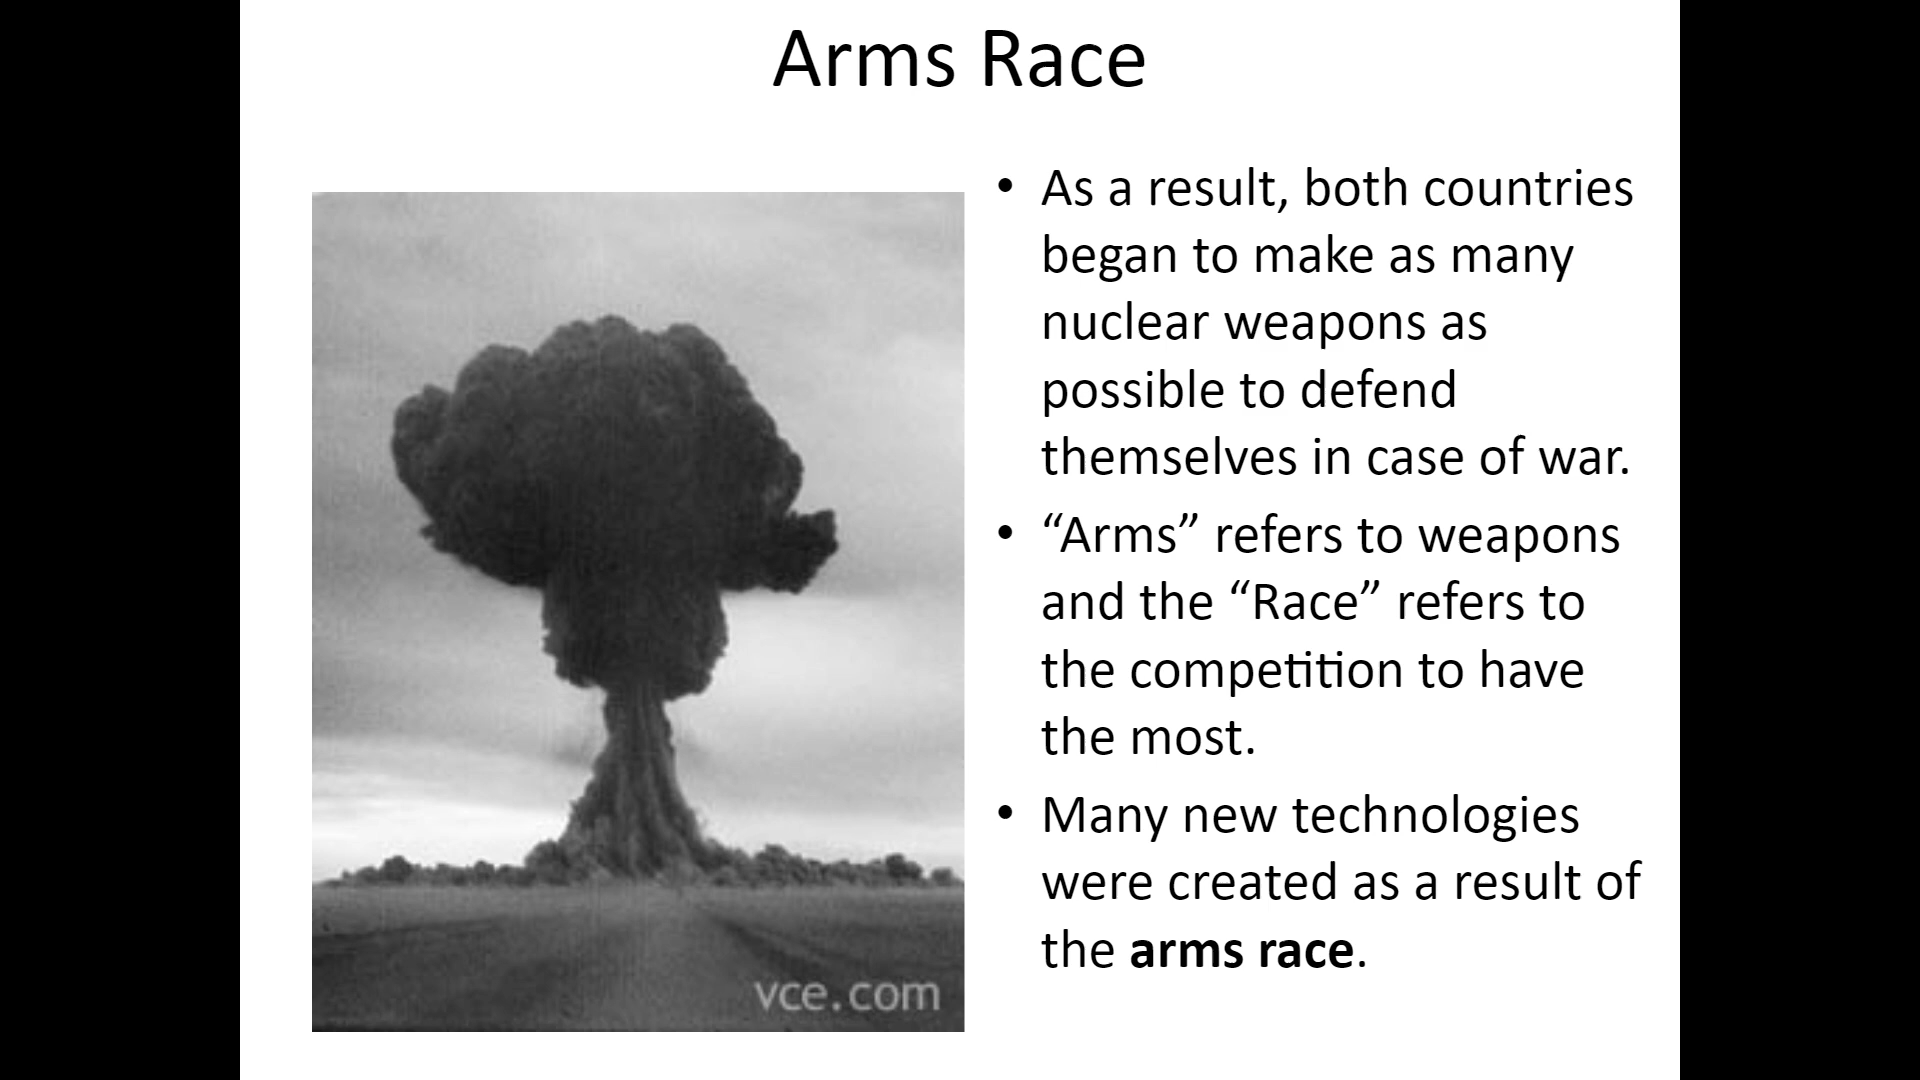 Arms Race
• As a result, both countries
began to make as many
nuclear weapons as
possible to defend
themselves in case of war.
• “Arms” refers to weapons
and the “Race” refers to
the competition to have
the most.
• Many new technologies
were created as a result of
the arms race.
vce.com